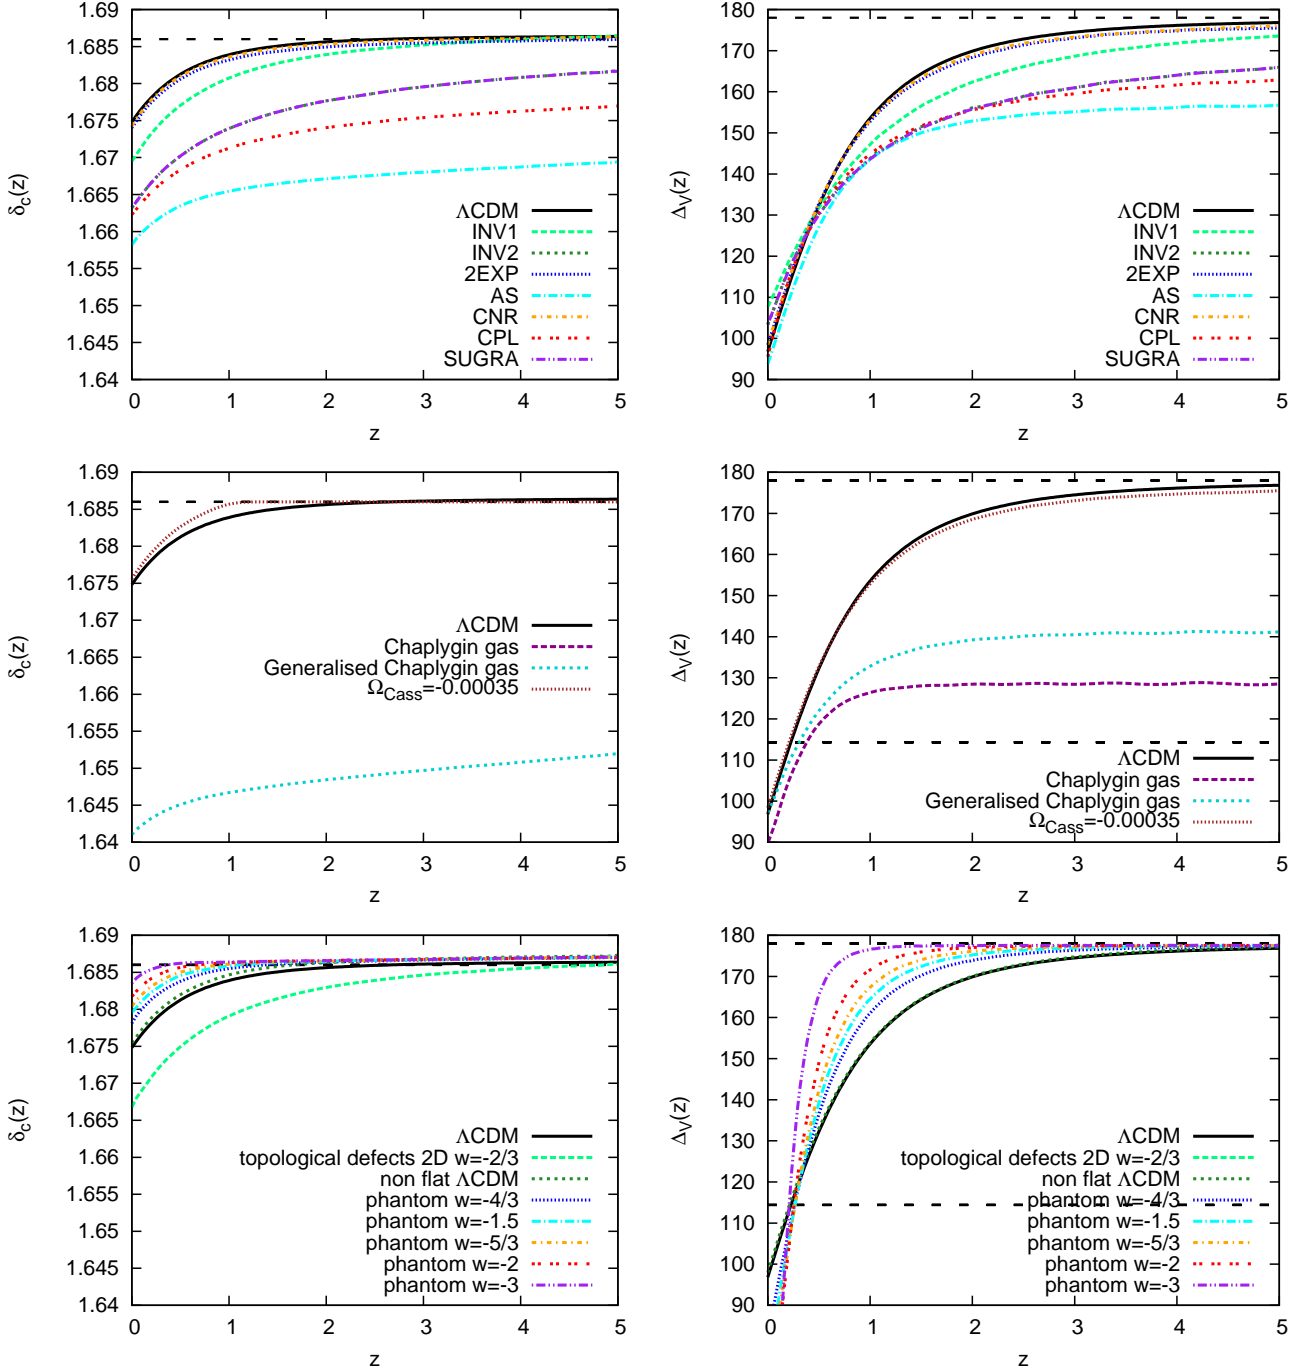 1.69
1.685
1.68
1.675
1.67
1.665
1.66
1.655
1.65
1.645
1.64
0 1 2 3 4 5
z
δc(z)
ΛCDM
INV1
INV2
2EXP
AS
CNR
CPL
SUGRA
180
170
160
150
140
130
120
110
100
90
0 1 2 3 4 5
z
ΔV(z)
ΛCDM
INV1
INV2
2EXP
AS
CNR
CPL
SUGRA
1.69
1.685
1.68
1.675
1.67
1.665
1.66
1.655
1.65
1.645
1.64
0 1 2 3 4 5
z
δc(z)
ΛCDM
Chaplygin gas
Generalised Chaplygin gas
ΩCass=-0.00035
180
170
160
150
140
130
120
110
100
90
0 1 2 3 4 5
z
ΔV(z)
ΛCDM
Chaplygin gas
Generalised Chaplygin gas
ΩCass=-0.00035
1.69
1.685
1.68
1.675
1.67
1.665
1.66
1.655
1.65
1.645
1.64
0 1 2 3 4 5
z
δc(z)
ΛCDM
topological defects 2D w=-2/3
non flat ΛCDM
phantom w=-4/3
phantom w=-1.5
phantom w=-5/3
phantom w=-2
phantom w=-3
180
170
160
150
140
130
120
110
100
90
0 1 2 3 4 5
z
ΔV(z)
ΛCDM
topological defects 2D w=-2/3
non flat ΛCDM
phantom w=-4/3
phantom w=-1.5
phantom w=-5/3
phantom w=-2
phantom w=-3